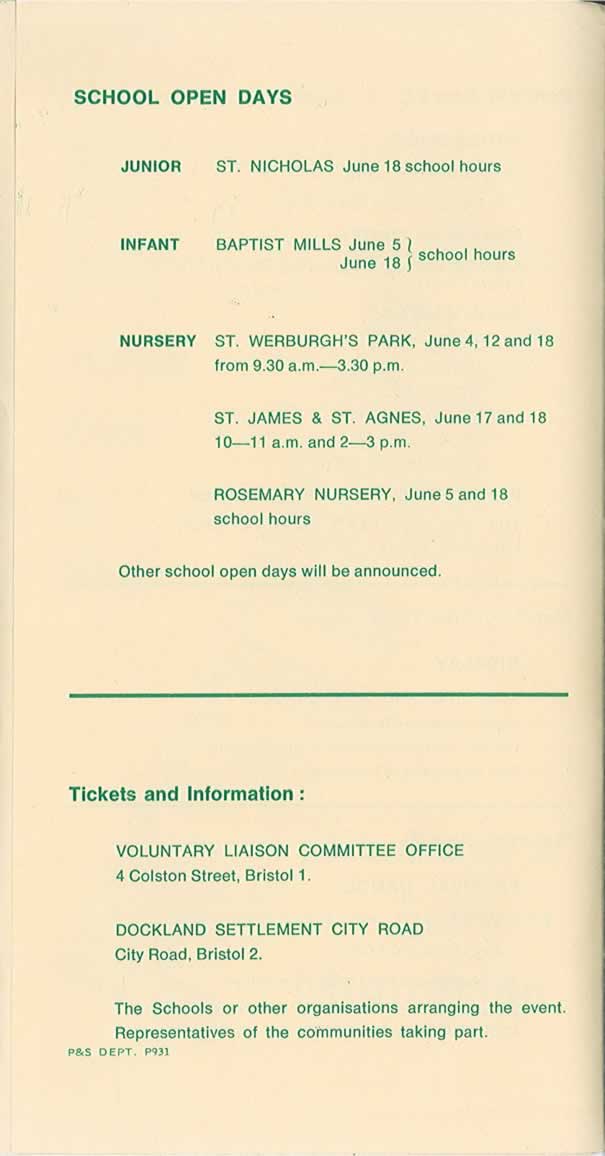 SCHOOL OPEN DAYS
JUNIOR ST. NICHOLAS June 18 school hours
INFANT BAPTIST MILLS June 5 } school hours
June 18
NURSERY ST. WERBURGH'S PARK, June 4, 12 and 18
from 9.30 a.m.—3.30 p.m.
ST. JAMES & ST. AGNES, June 17 and 18
10—11 a.m. and 2—3 p.m.
ROSEMARY NURSERY, June 5 and 18
school hours
Other school open days will be announced.
Tickets and Information :
VOLUNTARY LIAISON COMMITTEE OFFICE
4 Colston Street, Bristol 1.
DOCKLAND SETTLEMENT CITY ROAD
City Road, Bristol 2.
The Schools or other organisations arranging the event.
Representatives of the communities taking part.
P&S DEPT. P931